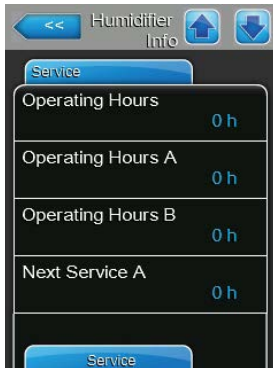 << Humidifier
Info
Service
Operating Hours
0 h
Operating Hours A
0 h
Operating Hours B
0 h
Next Service A
0 h
Service